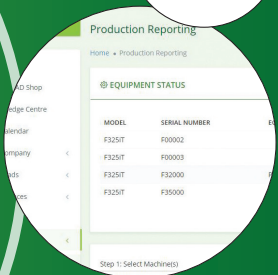 Production Reporting
Home • Production Reporting
AD Shop
edge Centre
alendar
ompany
ads
ces
EQUIPMENT STATUS
MODEL SERIAL NUMBER
F325iT F00002
F325iT F00003
F325iT F32000
F325iT F35000
Step 1: Select Machine(s)